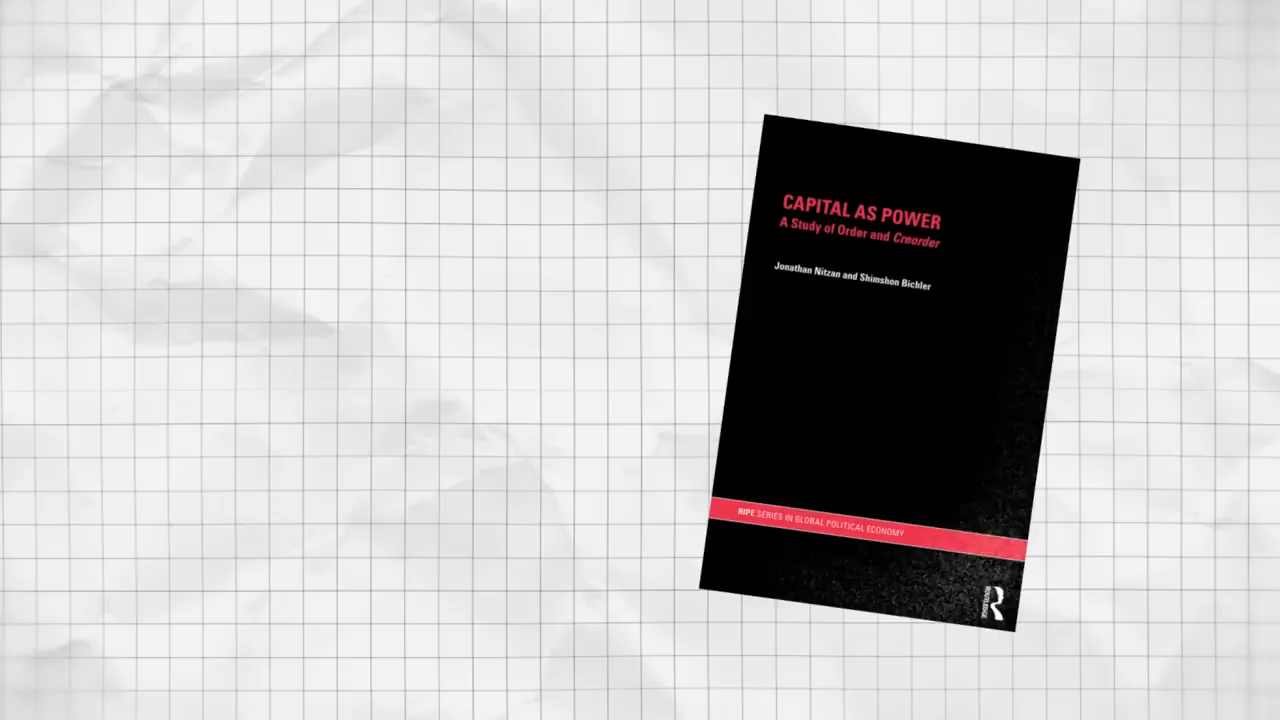 CAPITAL AS POWER
A Study of Order and Creorder
Jonathan Nitzan and Shimshon Bichler
RIPE SERIES IN GLOBAL POLITICAL ECONOMY
ROUTLEDGE